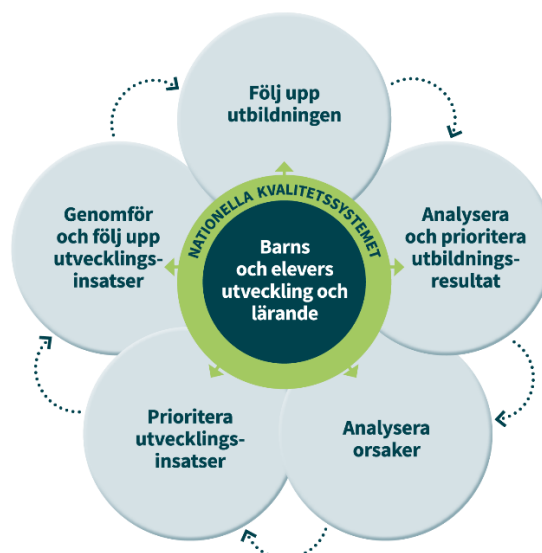 Följ upp
utbildningen
Analysera
och prioritera
utbildnings-
resultat
Analysera
orsaker
Prioritera
utvecklings-
insatser
Genomför
och följ upp
utvecklings-
insatser
NATIONELLA KVALITETSSYSTEMET
Barns
och elevers
utveckling och
lärande